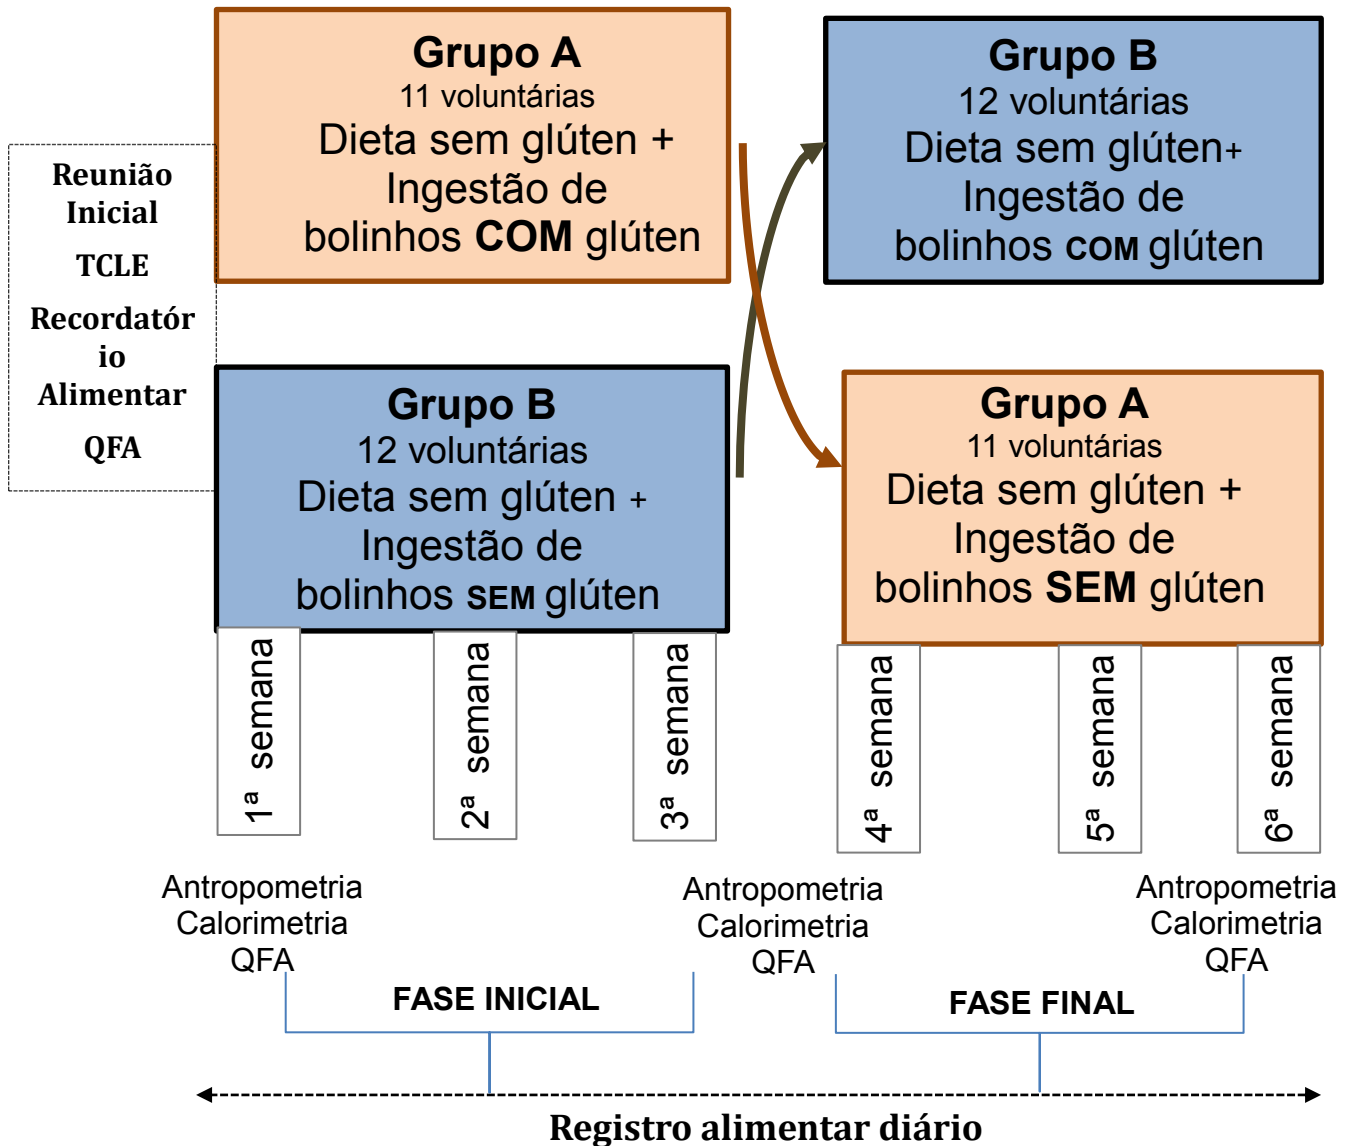 Reunião
Inicial
TCLE
Recordatór
io
Alimentar
QFA
Grupo A
11 voluntárias
Dieta sem glúten +
Ingestão de
bolinhos COM glúten
Grupo B
12 voluntárias
Dieta sem glúten+
Ingestão de
bolinhos COM glúten
Grupo B
12 voluntárias
Dieta sem glúten +
Ingestão de
bolinhos SEM glúten
Grupo A
11 voluntárias
Dieta sem glúten +
Ingestão de
bolinhos SEM glúten
1ª semana
2ª semana
3ª semana
4ª semana
5ª semana
6ª semana
Antropometria
Calorimetria
QFA
Antropometria
Calorimetria
QFA
Antropometria
Calorimetria
QFA
FASE INICIAL
FASE FINAL
Registro alimentar diário